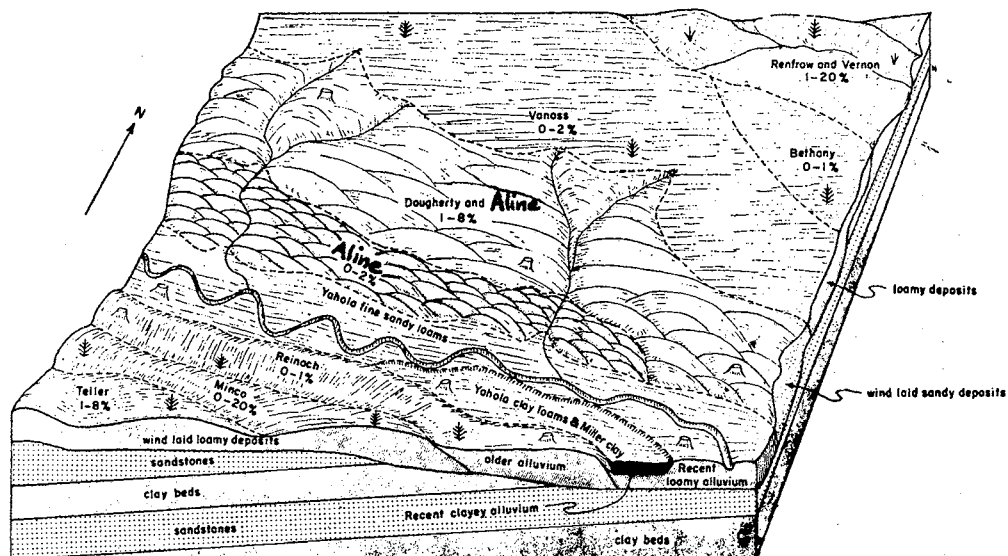 N
Renfrow and Vernon
1-20%
Vanoss
0-2%
Bethany
0-1%
Dougherty and Aline
1-8%
Aline
0-2%
Yahola fine sandy loams
loamy deposits
Reinach
0-1%
wind laid sandy deposits
Minco
0-20%
Teller
1-8%
Yahola clay loams & Miller clay
wind laid loamy deposits
sandstones
older alluvium
Recent
loamy alluvium
clay beds
Recent clayey alluvium
sandstones
clay beds